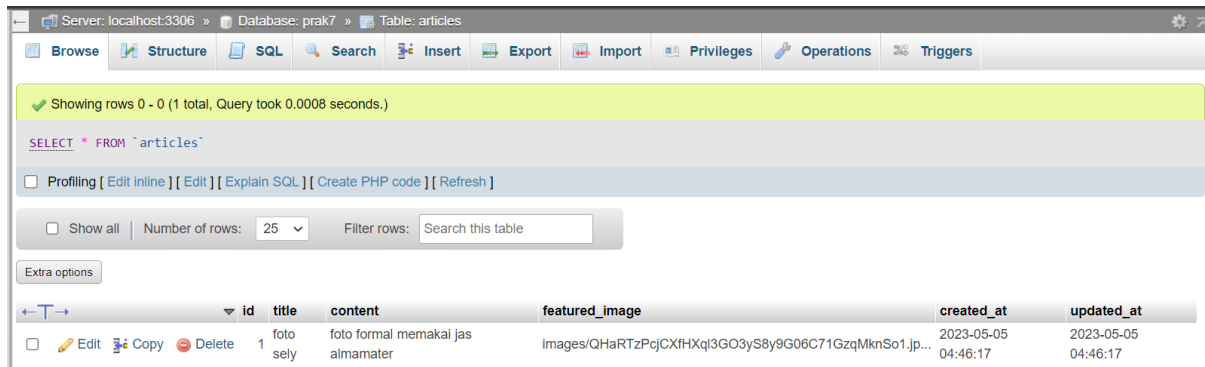 Server: localhost:3306 » Database: prak7 » Table: articles
Browse Structure SQL Search Insert Export Import Privileges Operations Triggers
Showing rows 0 - 0 (1 total, Query took 0.0008 seconds.)
SELECT * FROM `articles`
Profiling [ Edit inline ] [ Edit ] [ Explain SQL ] [ Create PHP code ] [ Refresh ]
Show all | Number of rows: 25 Filter rows: Search this table
Extra options
id title content featured_image created_at updated_at
Edit Copy Delete 1 foto sely foto formal memakai jas almamater images/QHaRTzPcjCXfHXql3GO3yS8y9G06C71GzqMknSo1.jp... 2023-05-05 04:46:17 2023-05-05 04:46:17